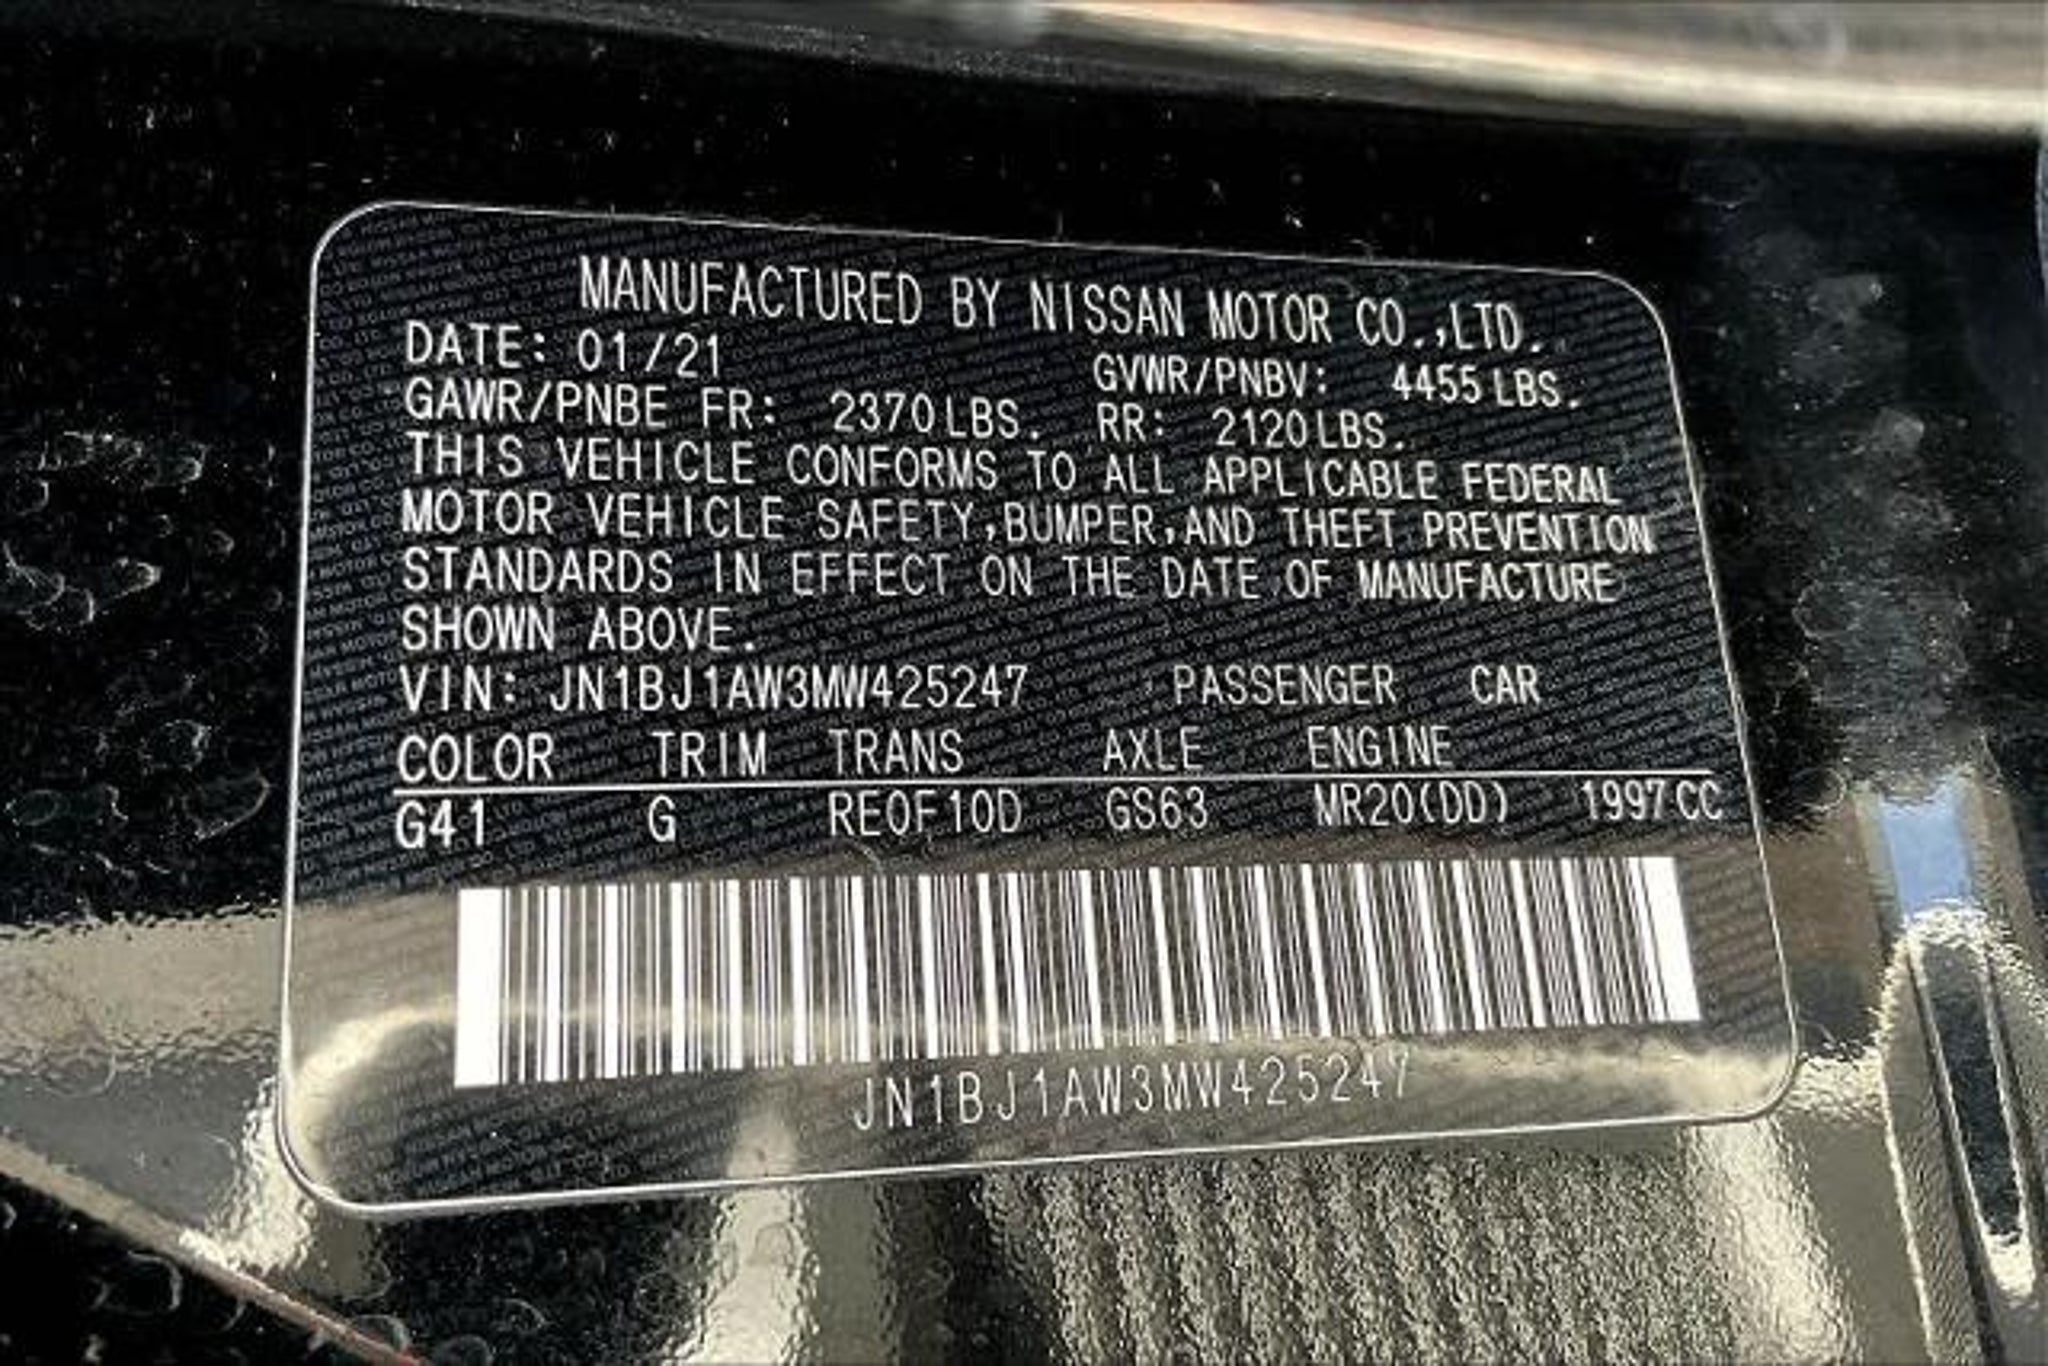 MANUFACTURED BY NISSAN MOTOR CO.,LTD.
DATE: 01/21 GVWR/PNBV: 4455 LBS.
GAWR/PNBE FR: 2370 LBS. RR: 2120 LBS.
THIS VEHICLE CONFORMS TO ALL APPLICABLE FEDERAL
MOTOR VEHICLE SAFETY,BUMPER,AND THEFT PREVENTION
STANDARDS IN EFFECT ON THE DATE OF MANUFACTURE
SHOWN ABOVE.
VIN: JN1BJ1AW3MW425247 PASSENGER CAR
COLOR TRIM TRANS AXLE ENGINE
G41 G RE0F10D GS63 MR20(DD) 1997 CC
JN1BJ1AW3MW425247